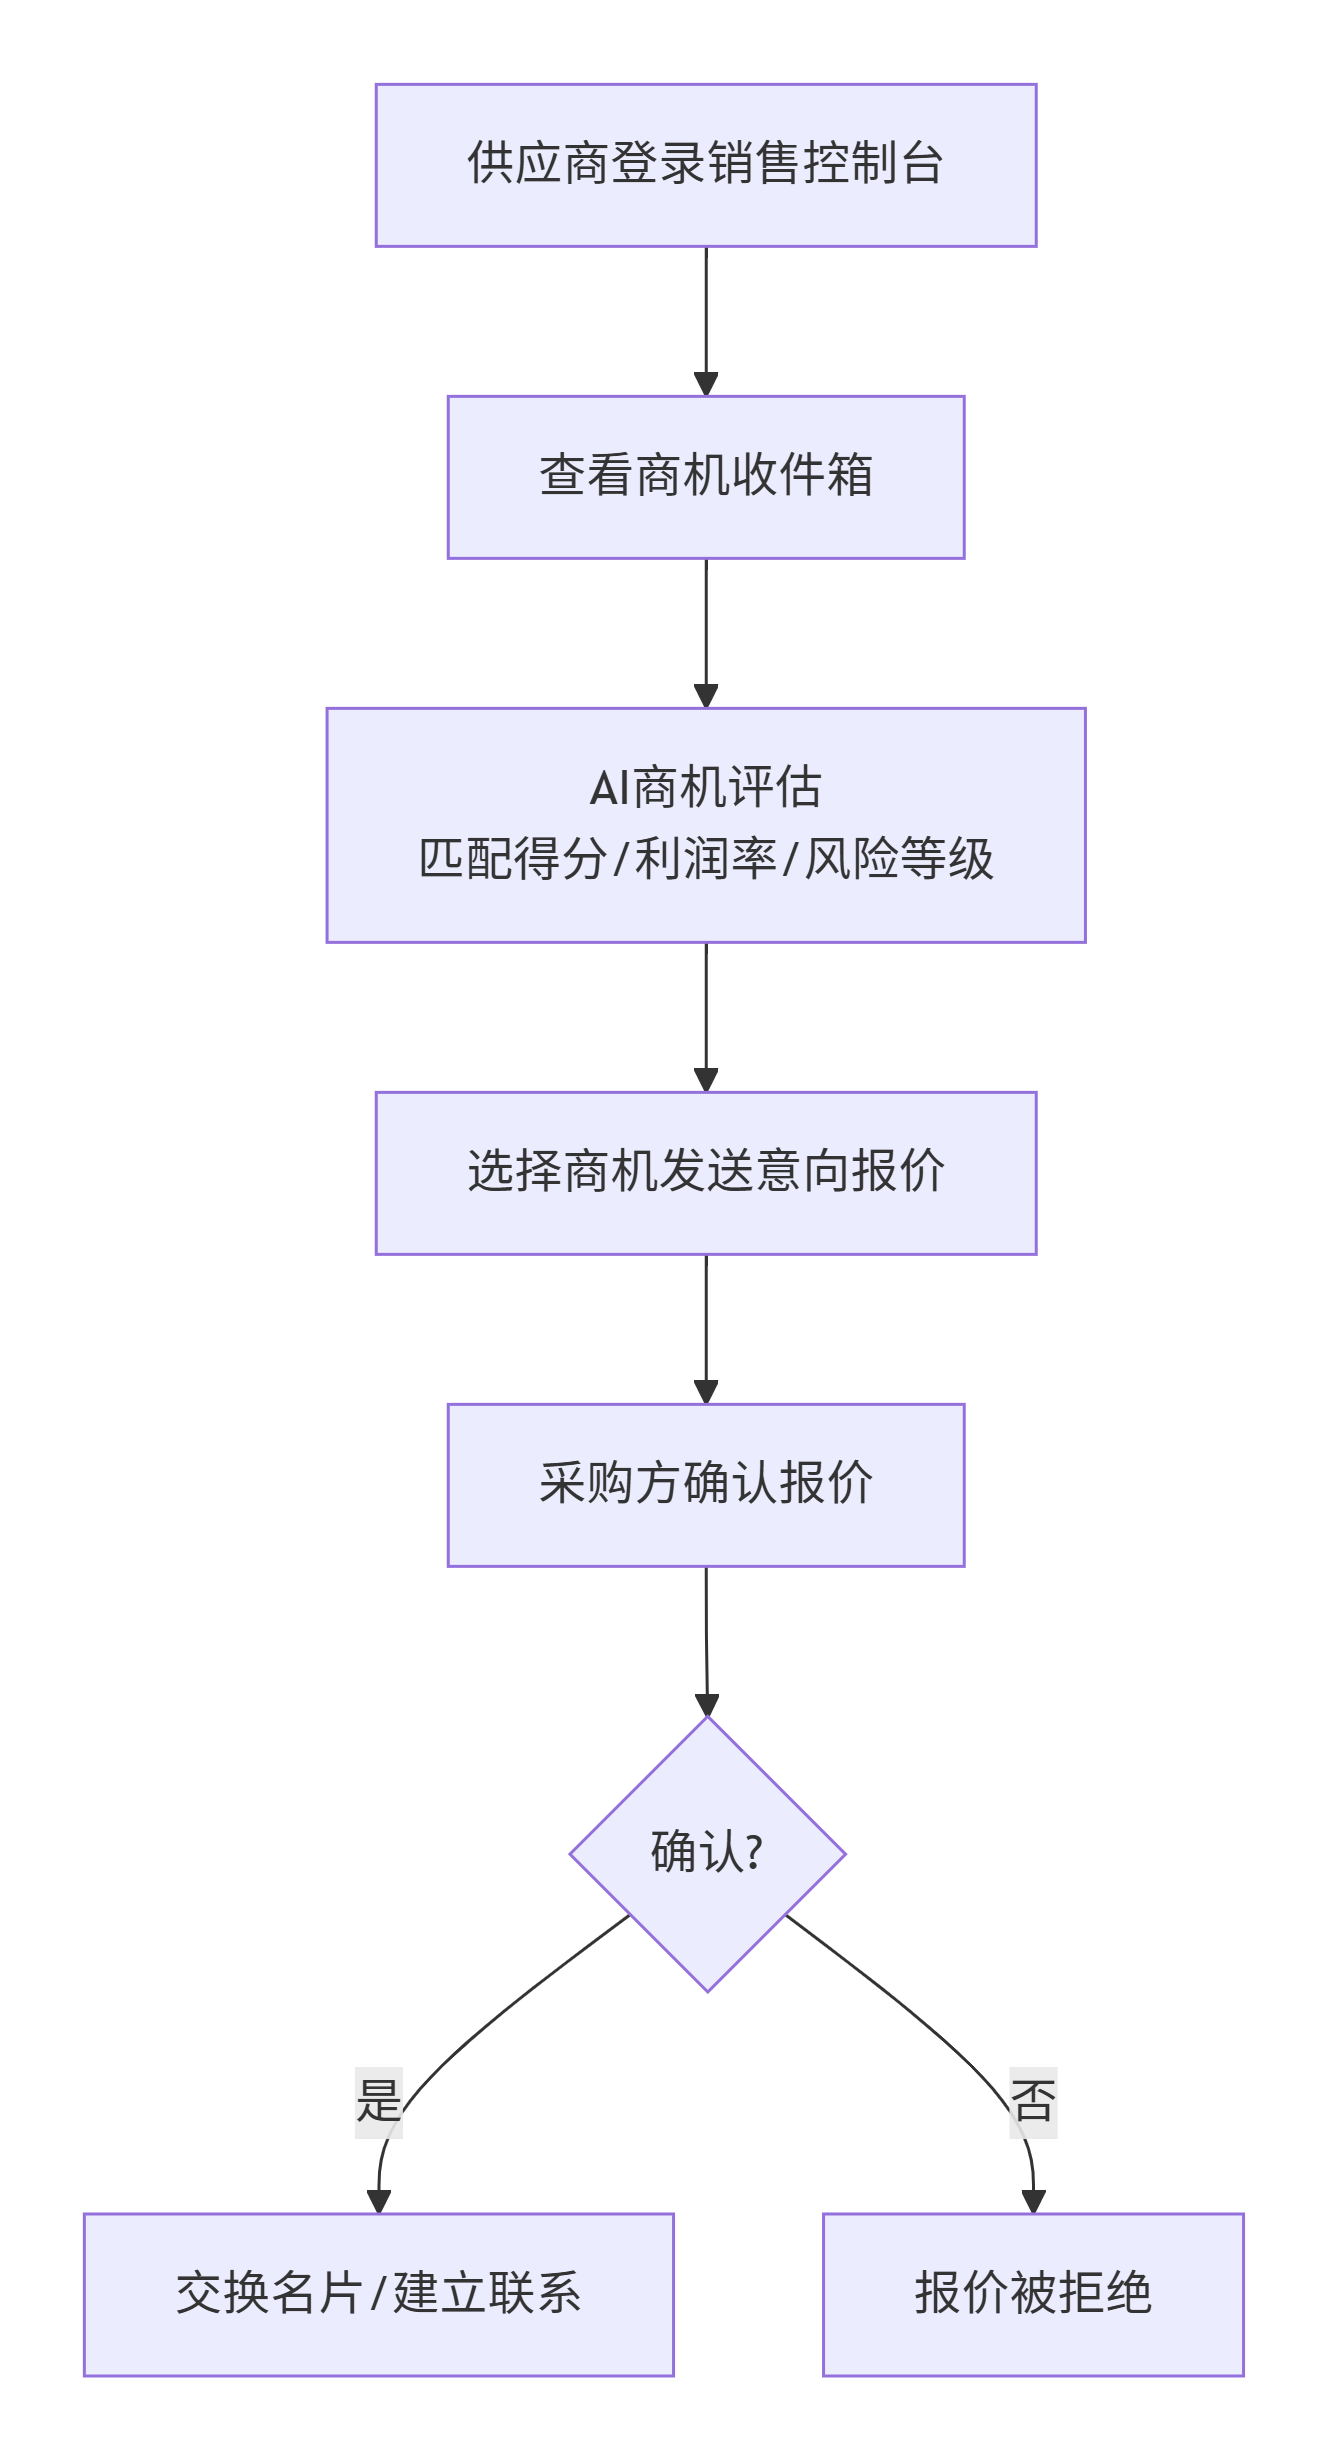 供应商登录销售控制台
查看商机收件箱
AI商机评估
匹配得分/利润率/风险等级
选择商机发送意向报价
采购方确认报价
确认?
是
否
交换名片/建立联系
报价被拒绝